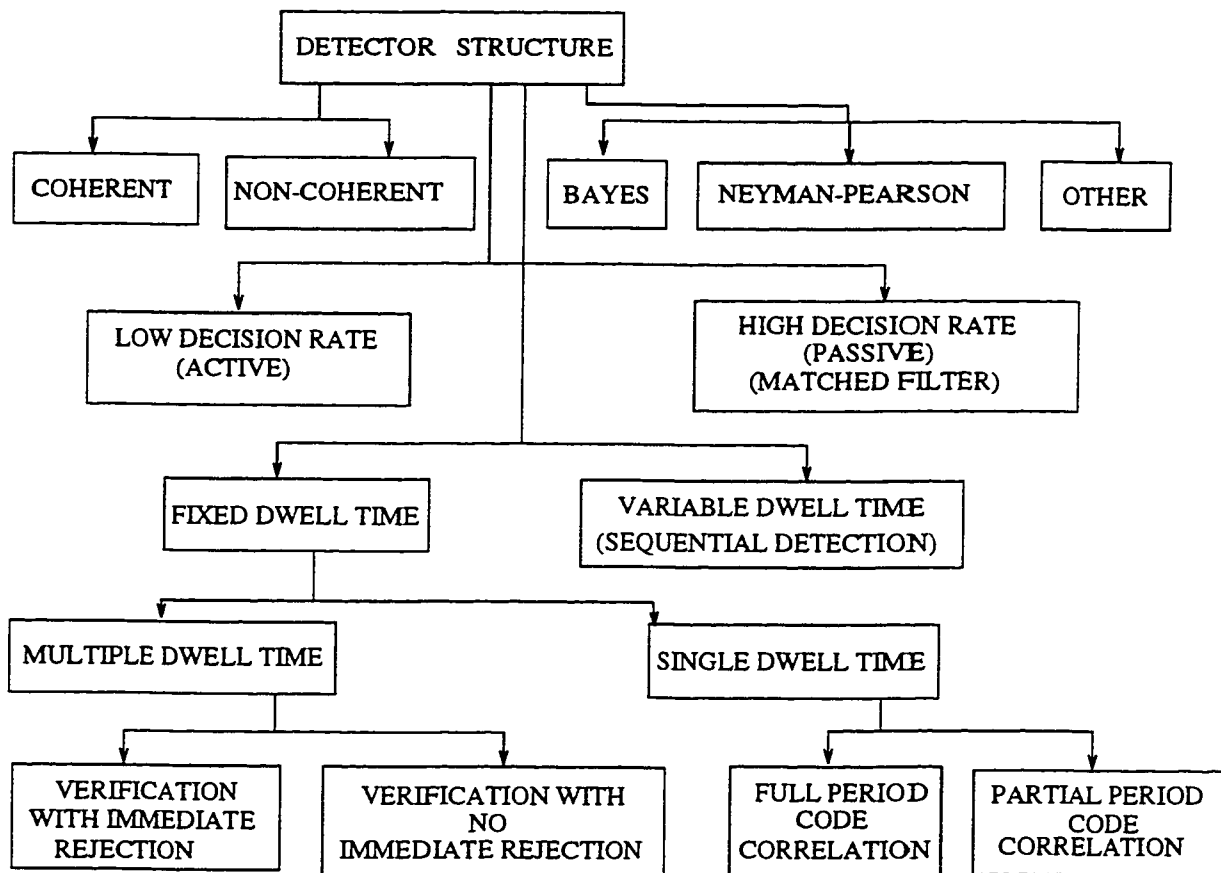 DETECTOR STRUCTURE
COHERENT
NON-COHERENT
BAYES
NEYMAN-PEARSON
OTHER
LOW DECISION RATE
(ACTIVE)
HIGH DECISION RATE
(PASSIVE)
(MATCHED FILTER)
FIXED DWELL TIME
VARIABLE DWELL TIME
(SEQUENTIAL DETECTION)
MULTIPLE DWELL TIME
SINGLE DWELL TIME
VERIFICATION
WITH IMMEDIATE
REJECTION
VERIFICATION WITH
NO
IMMEDIATE REJECTION
FULL PERIOD
CODE
CORRELATION
PARTIAL PERIOD
CODE
CORRELATION